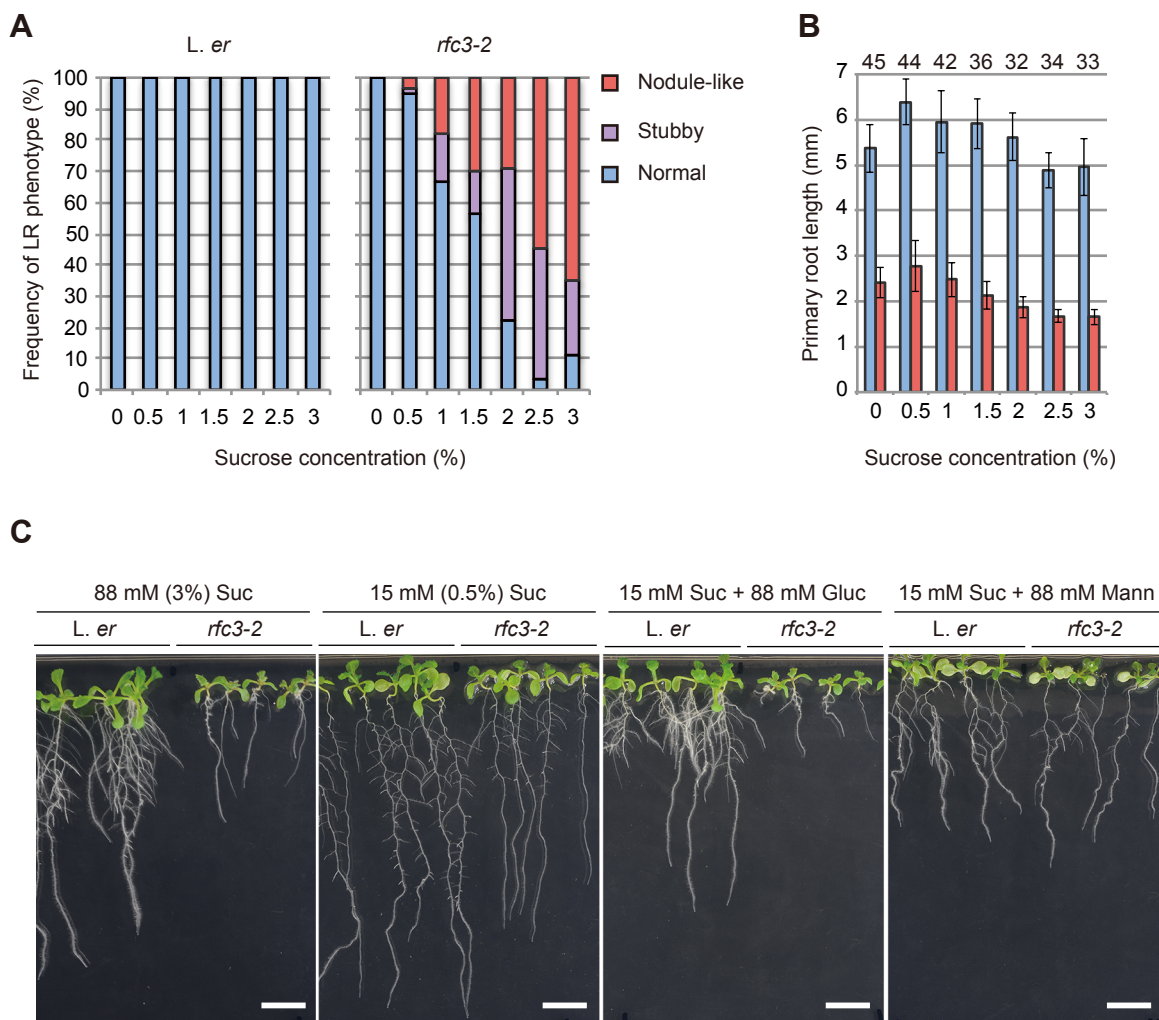 A
L. er
rfc3-2
Frequency of LR phenotype (%)
100
90
80
70
60
50
40
30
20
10
0
0 0.5 1 1.5 2 2.5 3
0 0.5 1 1.5 2 2.5 3
Sucrose concentration (%)
Nodule-like
Stubby
Normal
B
45 44 42 36 32 34 33
Primary root length (mm)
7
6
5
4
3
2
1
0
0 0.5 1 1.5 2 2.5 3
Sucrose concentration (%)
C
88 mM (3%) Suc
15 mM (0.5%) Suc
15 mM Suc + 88 mM Gluc
15 mM Suc + 88 mM Mann
L. er rfc3-2
L. er rfc3-2
L. er rfc3-2
L. er rfc3-2